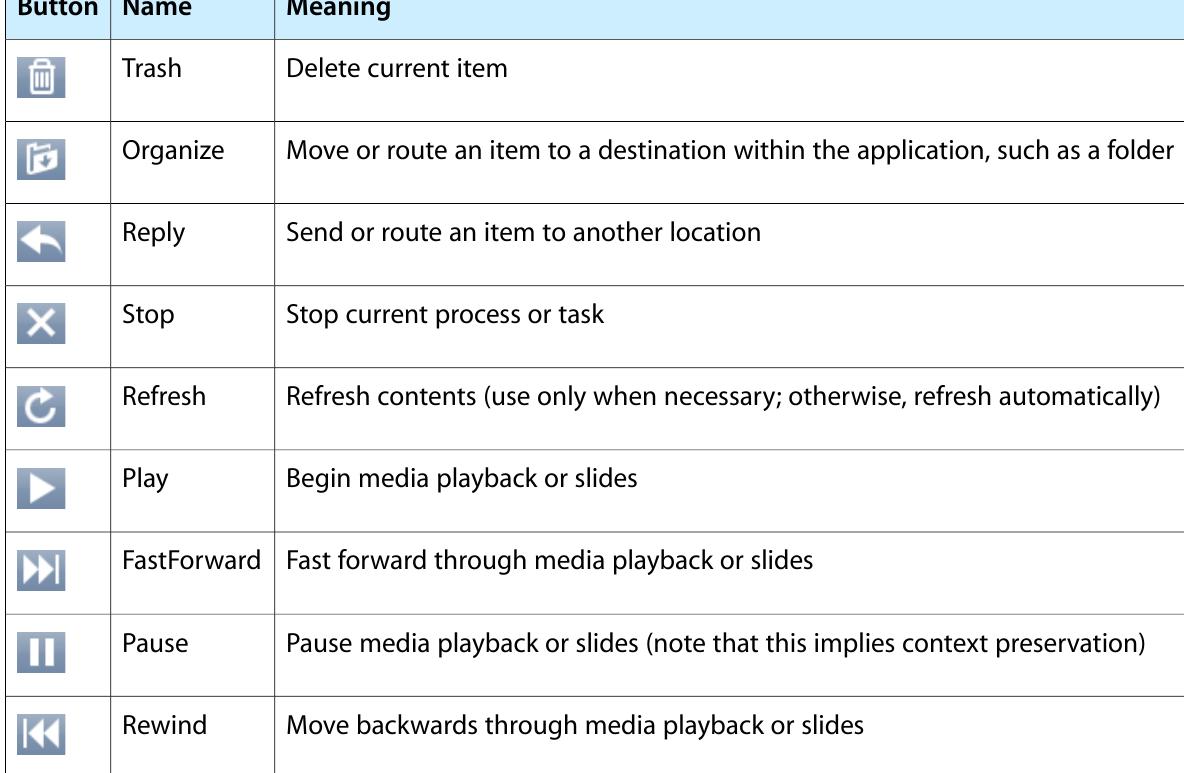 Button Name Meaning
Trash Delete current item
Organize Move or route an item to a destination within the application, such as a folder
Reply Send or route an item to another location
Stop Stop current process or task
Refresh Refresh contents (use only when necessary; otherwise, refresh automatically)
Play Begin media playback or slides
FastForward Fast forward through media playback or slides
Pause Pause media playback or slides (note that this implies context preservation)
Rewind Move backwards through media playback or slides